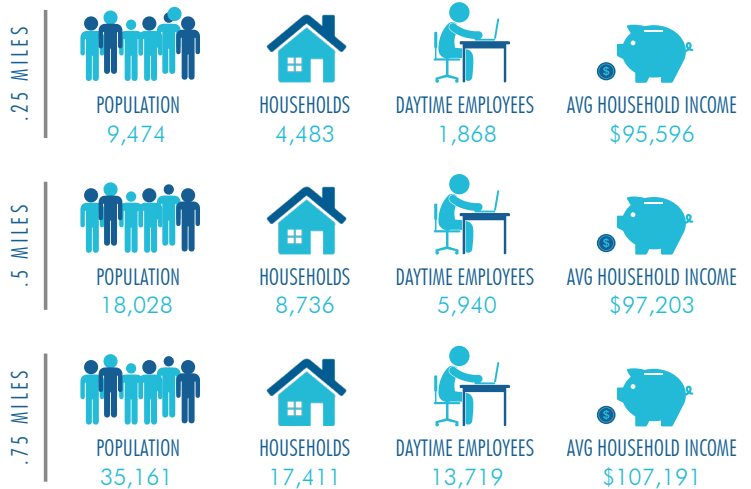 .25 MILES
$
POPULATION HOUSEHOLDS DAYTIME EMPLOYEES AVG HOUSEHOLD INCOME
9,474 4,483 1,868 $95,596
.5 MILES
$
POPULATION HOUSEHOLDS DAYTIME EMPLOYEES AVG HOUSEHOLD INCOME
18,028 8,736 5,940 $97,203
.75 MILES
$
POPULATION HOUSEHOLDS DAYTIME EMPLOYEES AVG HOUSEHOLD INCOME
35,161 17,411 13,719 $107,191